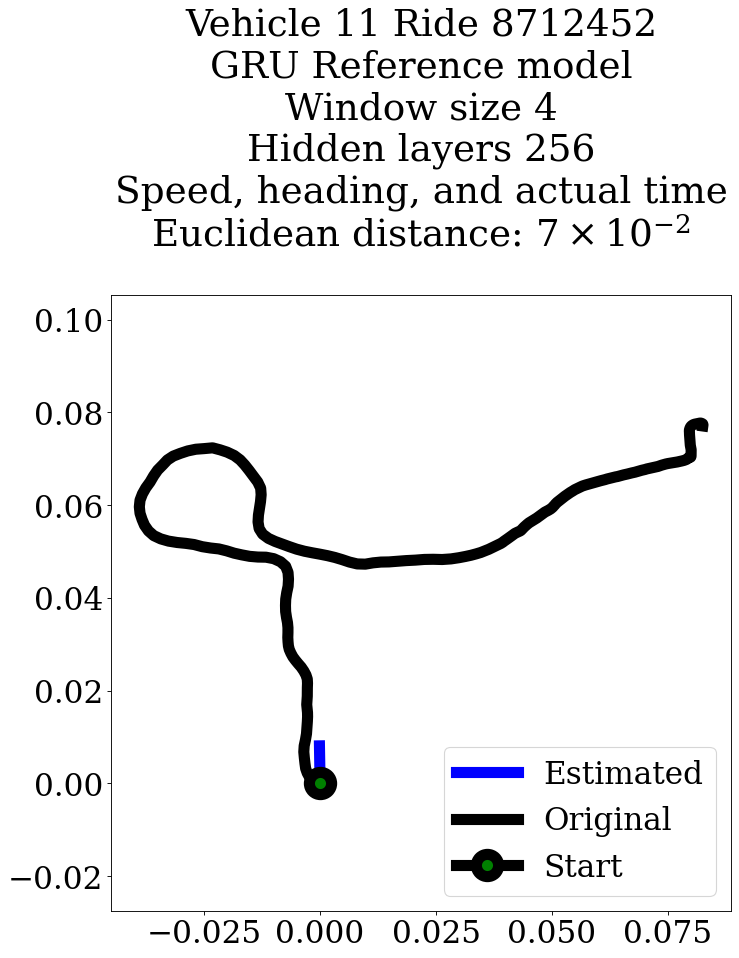 Vehicle 11 Ride 8712452
GRU Reference model
Window size 4
Hidden layers 256
Speed, heading, and actual time
Euclidean distance: 7 × 10⁻²
0.10
0.08
0.06
0.04
0.02
0.00
−0.02
Estimated
Original
Start
−0.025 0.000 0.025 0.050 0.075